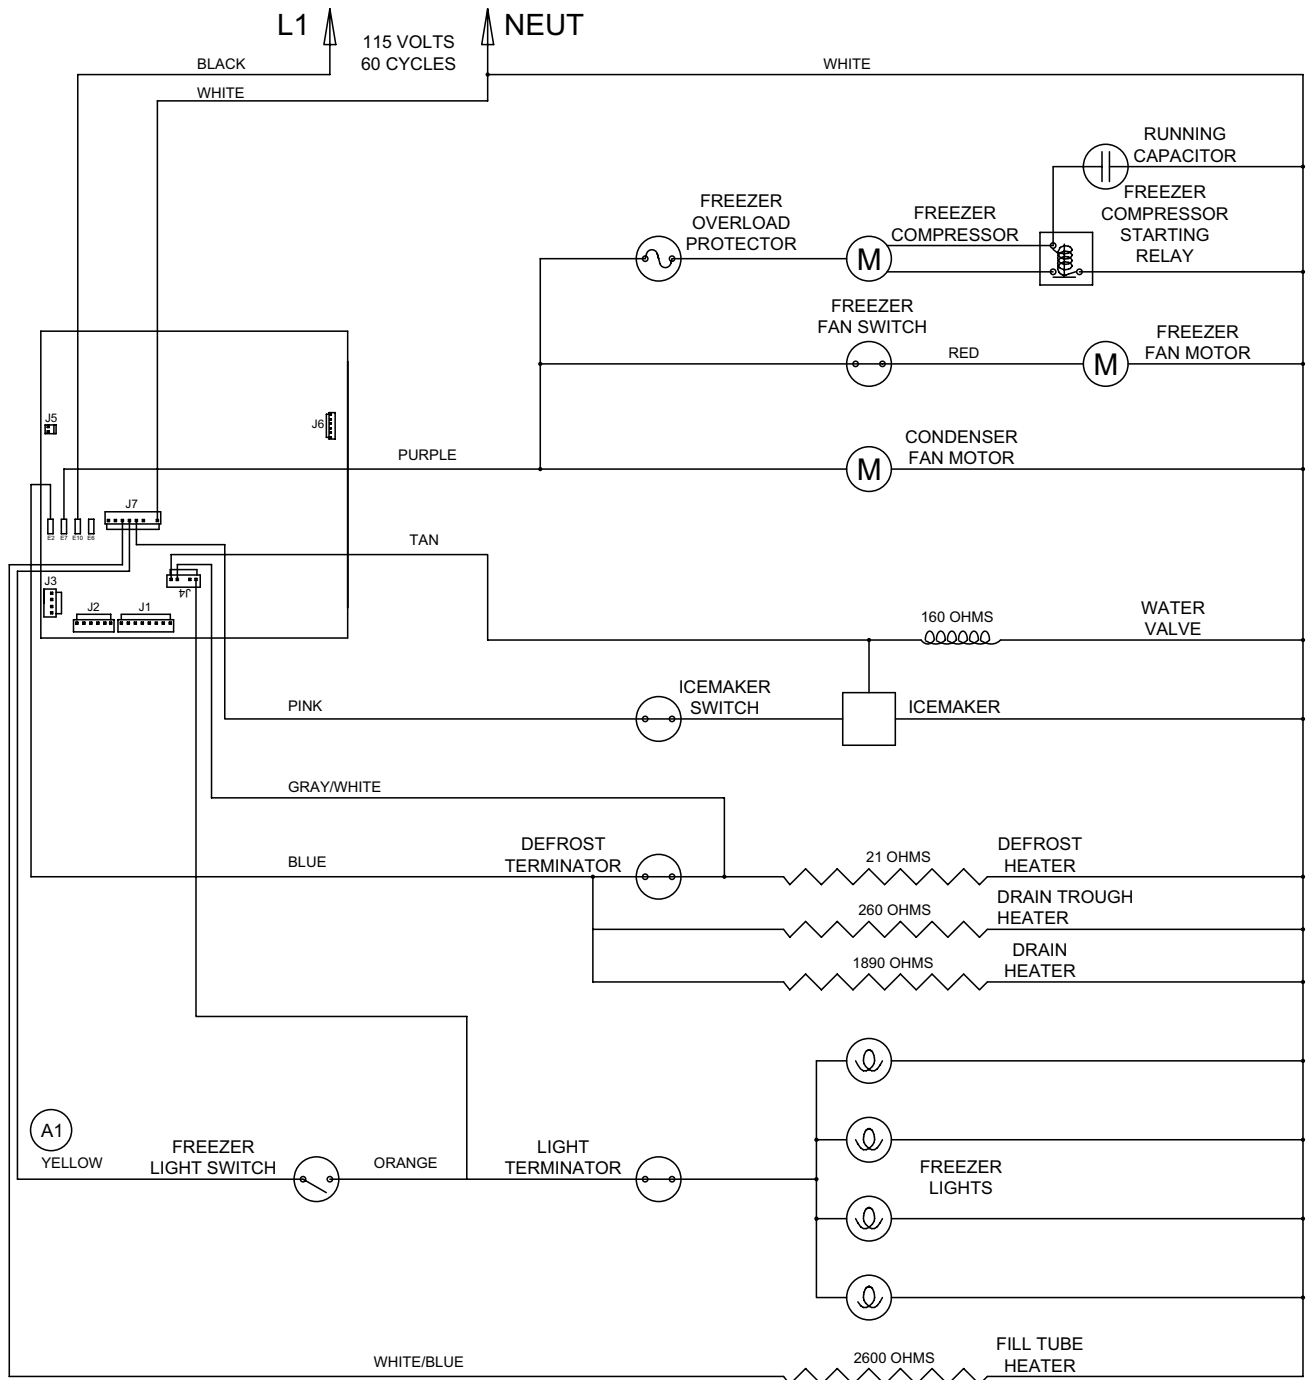 L1
NEUT
115 VOLTS
60 CYCLES
BLACK
WHITE
WHITE
RUNNING
CAPACITOR
FREEZER
OVERLOAD
PROTECTOR
FREEZER
COMPRESSOR
FREEZER
COMPRESSOR
STARTING
RELAY
M
FREEZER
FAN SWITCH
RED
M
FREEZER
FAN MOTOR
J5
J6
PURPLE
CONDENSER
FAN MOTOR
M
J7
E2
E7
E10
E6
TAN
J3
J4
J2
J1
160 OHMS
WATER
VALVE
PINK
ICEMAKER
SWITCH
ICEMAKER
GRAY/WHITE
BLUE
DEFROST
TERMINATOR
21 OHMS
DEFROST
HEATER
260 OHMS
DRAIN TROUGH
HEATER
1890 OHMS
DRAIN
HEATER
A1
YELLOW
FREEZER
LIGHT SWITCH
ORANGE
LIGHT
TERMINATOR
FREEZER
LIGHTS
WHITE/BLUE
2600 OHMS
FILL TUBE
HEATER